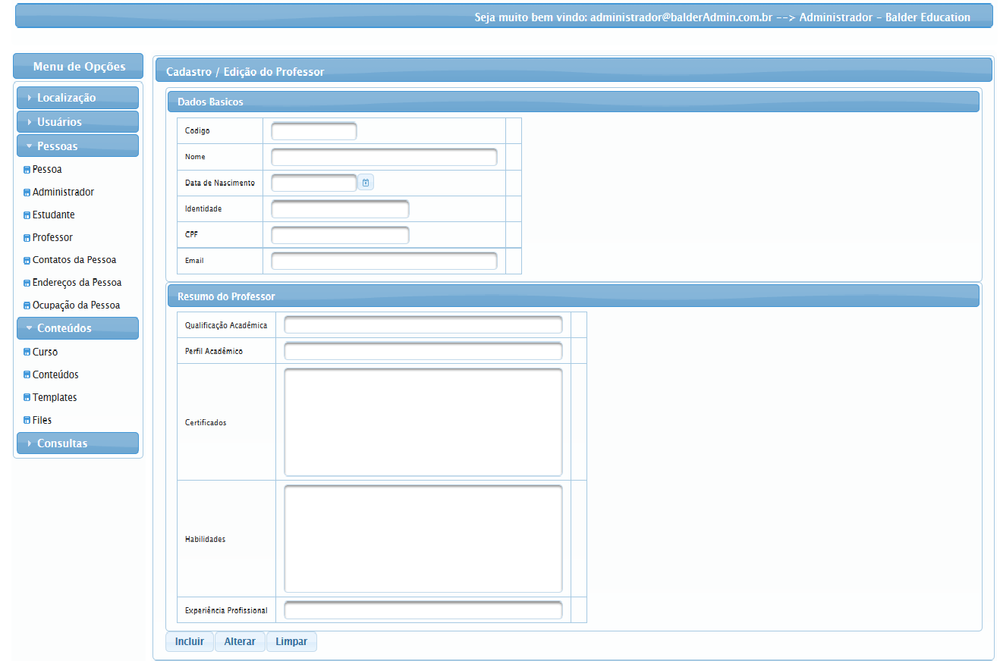 Seja muito bem vindo: administrador@balderAdmin.com.br --> Administrador - Balder Education
Menu de Opções
Localização
Usuários
Pessoas
Pessoa
Administrador
Estudante
Professor
Contatos da Pessoa
Endereços da Pessoa
Ocupação da Pessoa
Conteúdos
Curso
Conteúdos
Templates
Files
Consultas
Cadastro / Edição do Professor
Dados Basicos
Codigo
Nome
Data de Nascimento
Identidade
CPF
Email
Resumo do Professor
Qualificação Acadêmica
Perfil Acadêmico
Certificados
Habilidades
Experiência Profissional
Incluir Alterar Limpar